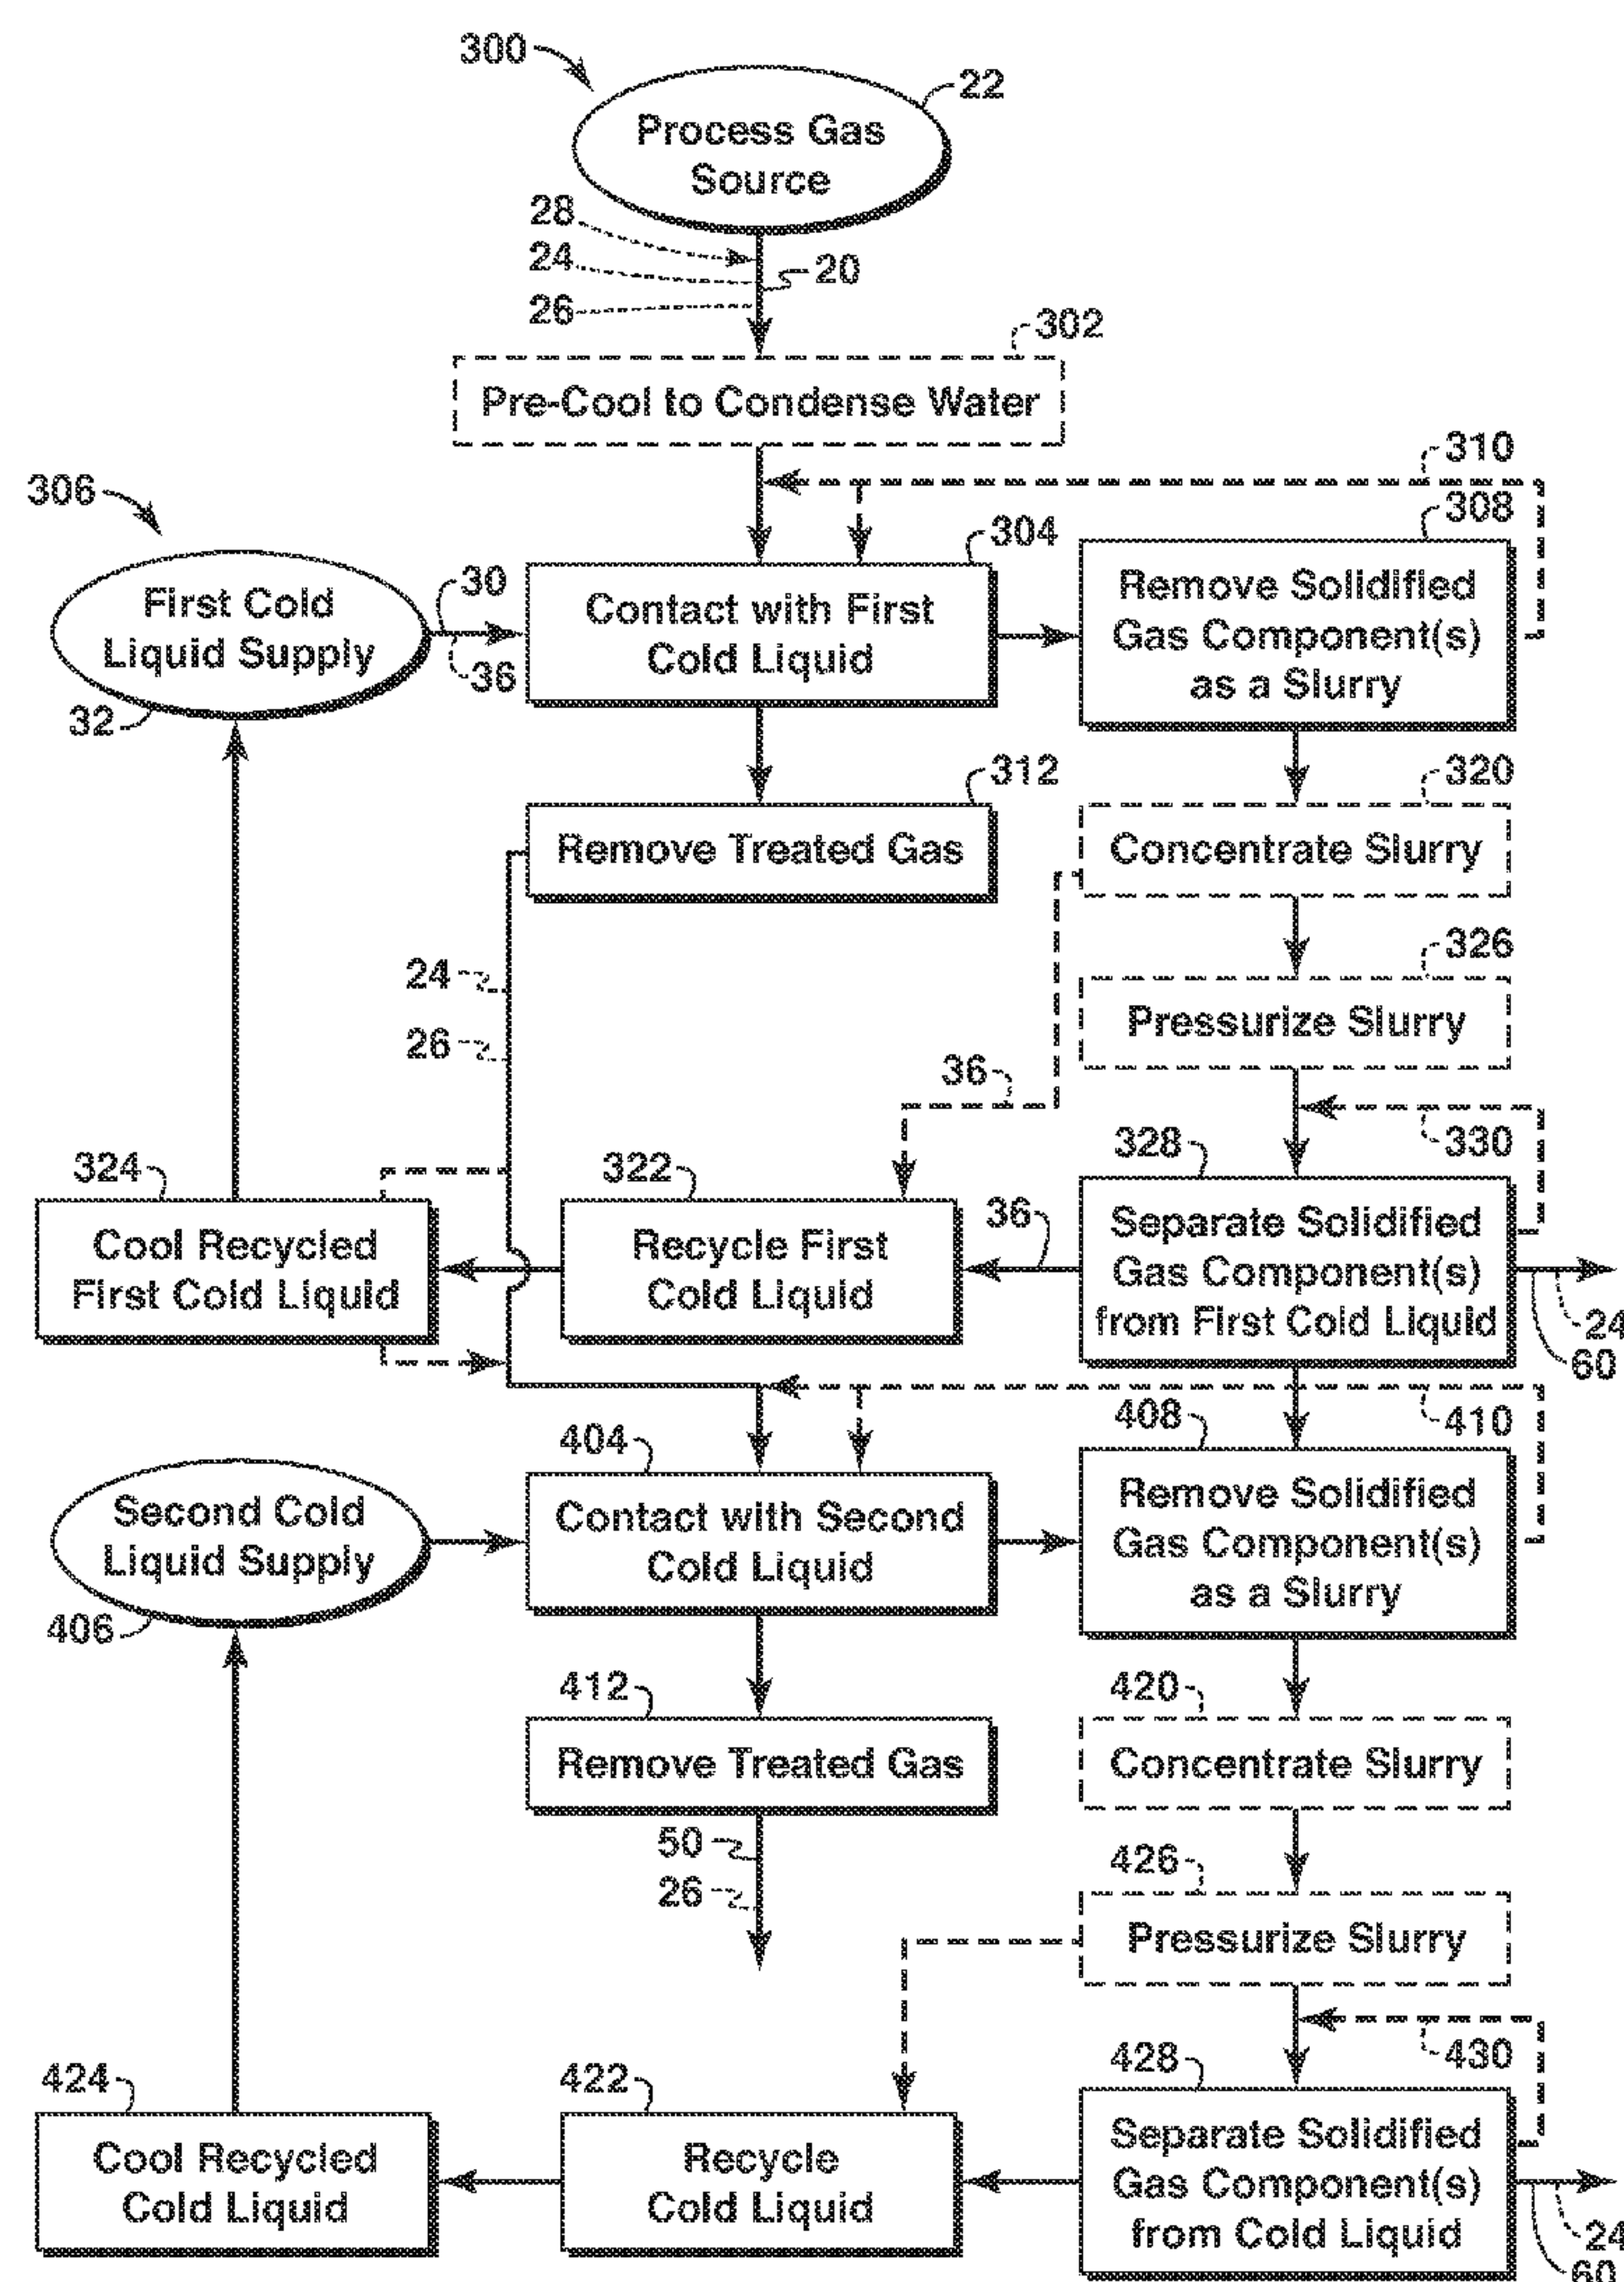 300
22
Process Gas
Source
28
24
20
26
302
Pre-Cool to Condense Water
310
306
308
304
First Cold
Liquid Supply
30
36
32
Contact with First
Cold Liquid
Remove Solidified
Gas Component(s)
as a Slurry
312
320
Remove Treated Gas
Concentrate Slurry
24
326
26
Pressurize Slurry
36
330
324
322
328
36
Cool Recycled
First Cold Liquid
Recycle First
Cold Liquid
Separate Solidified
Gas Component(s)
from First Cold Liquid
24
60
408
410
404
Second Cold
Liquid Supply
406
Contact with Second
Cold Liquid
Remove Solidified
Gas Component(s)
as a Slurry
412
420
Remove Treated Gas
Concentrate Slurry
50
426
26
Pressurize Slurry
430
424
422
428
Cool Recycled
Cold Liquid
Recycle
Cold Liquid
Separate Solidified
Gas Component(s)
from Cold Liquid
24
60